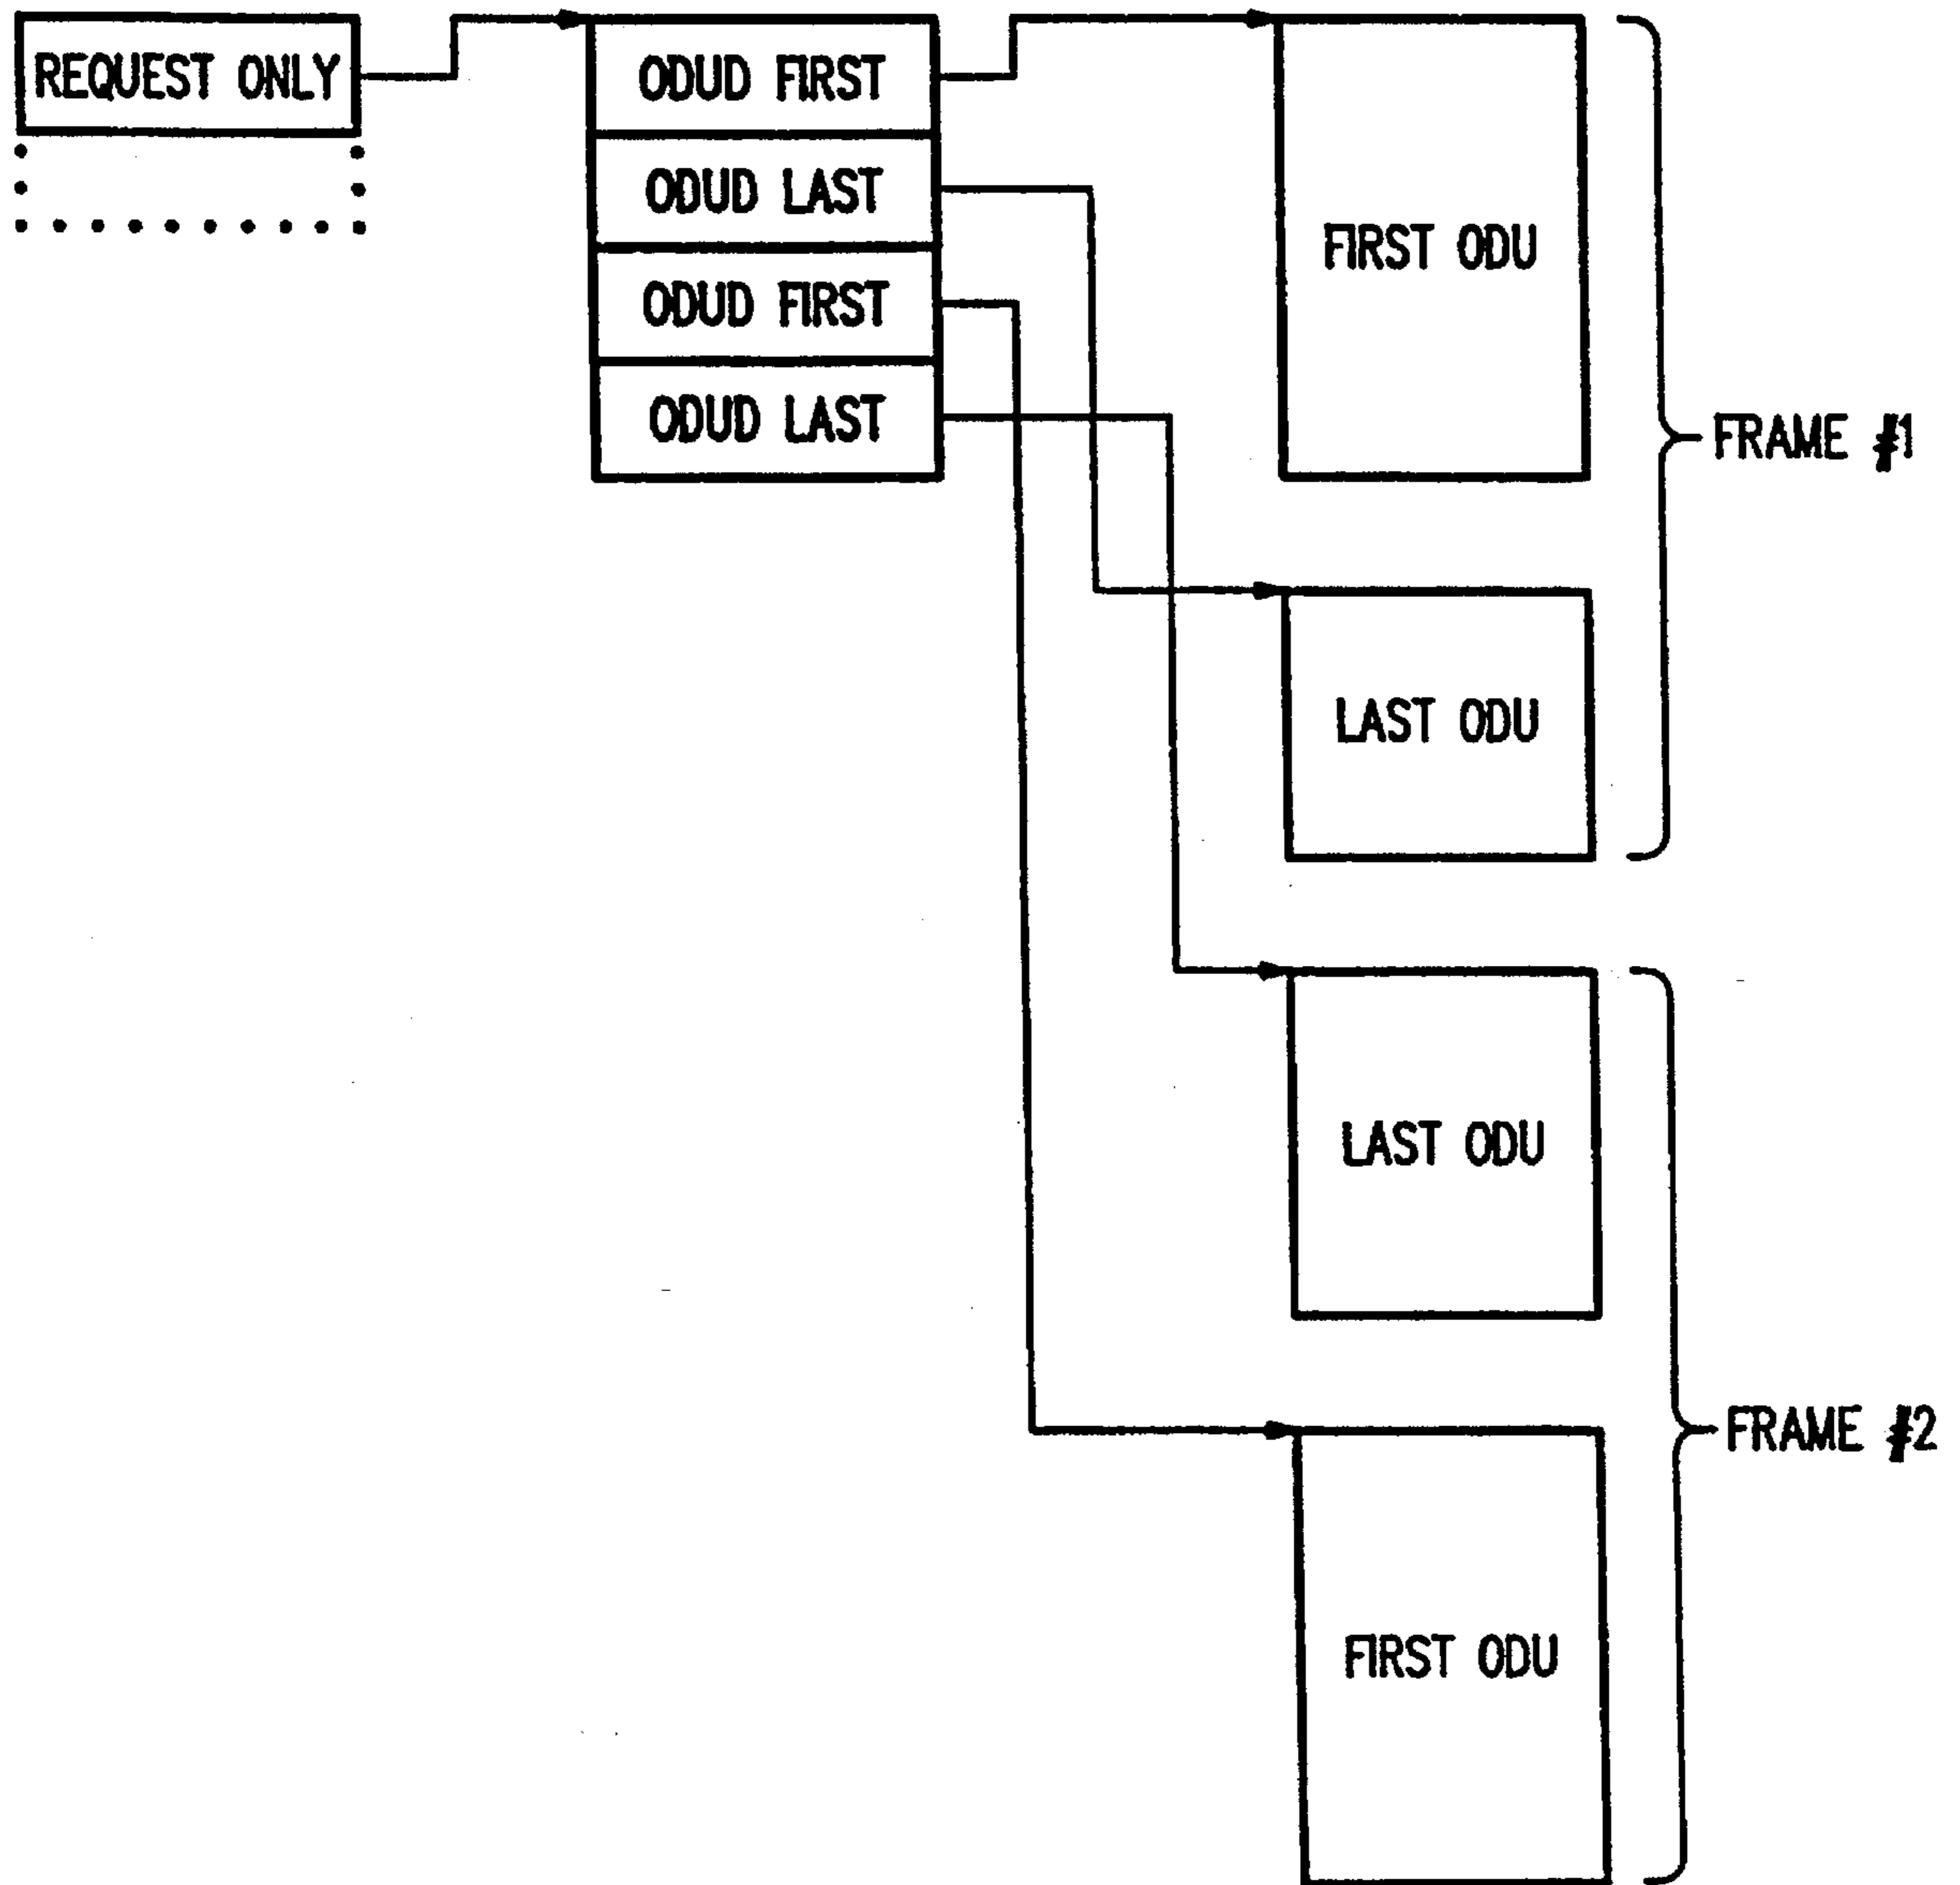 REQUEST ONLY
ODUD FIRST
ODUD LAST
ODUD FIRST
ODUD LAST
FIRST ODU
LAST ODU
FRAME #1
LAST ODU
FIRST ODU
FRAME #2